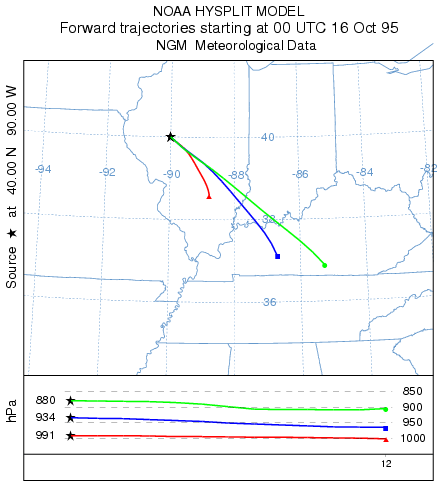 NOAA HYSPLIT MODEL
Forward trajectories starting at 00 UTC 16 Oct 95
NGM Meteorological Data
Source ★ at 40.00 N 90.00 W
40
-94 -92 -90 -88 -86 -84 -82
38
36
hPa
880
934
991
850
900
950
1000
12